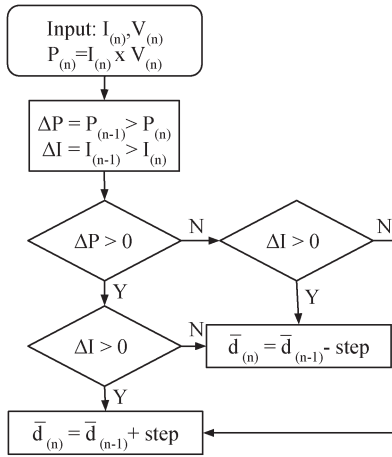 Input: I(n),V(n)
P(n)=I(n) x V(n)
ΔP = P(n-1)> P(n)
ΔI = I(n-1)> I(n)
ΔP > 0
N
ΔI > 0
N
Y
Y
ΔI > 0
N
d̅(n) = d̅(n-1)- step
Y
d̅(n) = d̅(n-1)+ step